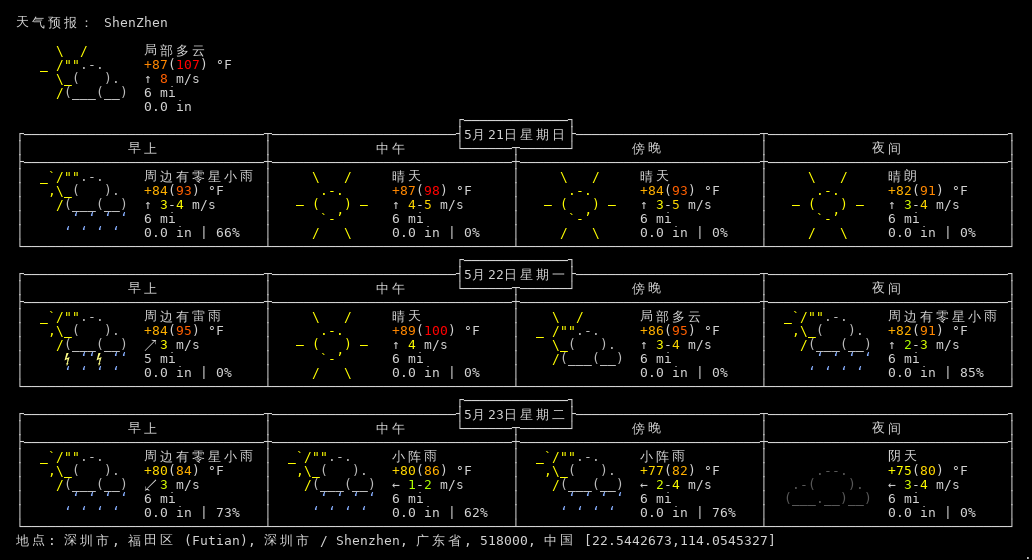 天气预报： ShenZhen
局部多云
+87(107) °F
↑ 8 m/s
6 mi
0.0 in
5月21日星期日
早上 中午 傍晚 夜间
周边有零星小雨 晴天 晴天 晴朗
+84(93) °F +87(98) °F +84(93) °F +82(91) °F
↑ 3-4 m/s ↑ 4-5 m/s ↑ 3-5 m/s ↑ 3-4 m/s
6 mi 6 mi 6 mi 6 mi
0.0 in | 66% 0.0 in | 0% 0.0 in | 0% 0.0 in | 0%
5月22日星期一
早上 中午 傍晚 夜间
周边有雷雨 晴天 局部多云 周边有零星小雨
+84(95) °F +89(100) °F +86(95) °F +82(91) °F
↗ 3 m/s ↑ 4 m/s ↑ 3-4 m/s ↑ 2-3 m/s
5 mi 6 mi 6 mi 6 mi
0.0 in | 0% 0.0 in | 0% 0.0 in | 0% 0.0 in | 85%
5月23日星期二
早上 中午 傍晚 夜间
周边有零星小雨 小阵雨 小阵雨 阴天
+80(84) °F +80(86) °F +77(82) °F +75(80) °F
↙ 3 m/s ← 1-2 m/s ← 2-4 m/s ← 3-4 m/s
6 mi 6 mi 6 mi 6 mi
0.0 in | 73% 0.0 in | 62% 0.0 in | 76% 0.0 in | 0%
地点: 深圳市, 福田区 (Futian), 深圳市 / Shenzhen, 广东省, 518000, 中国 [22.5442673,114.0545327]